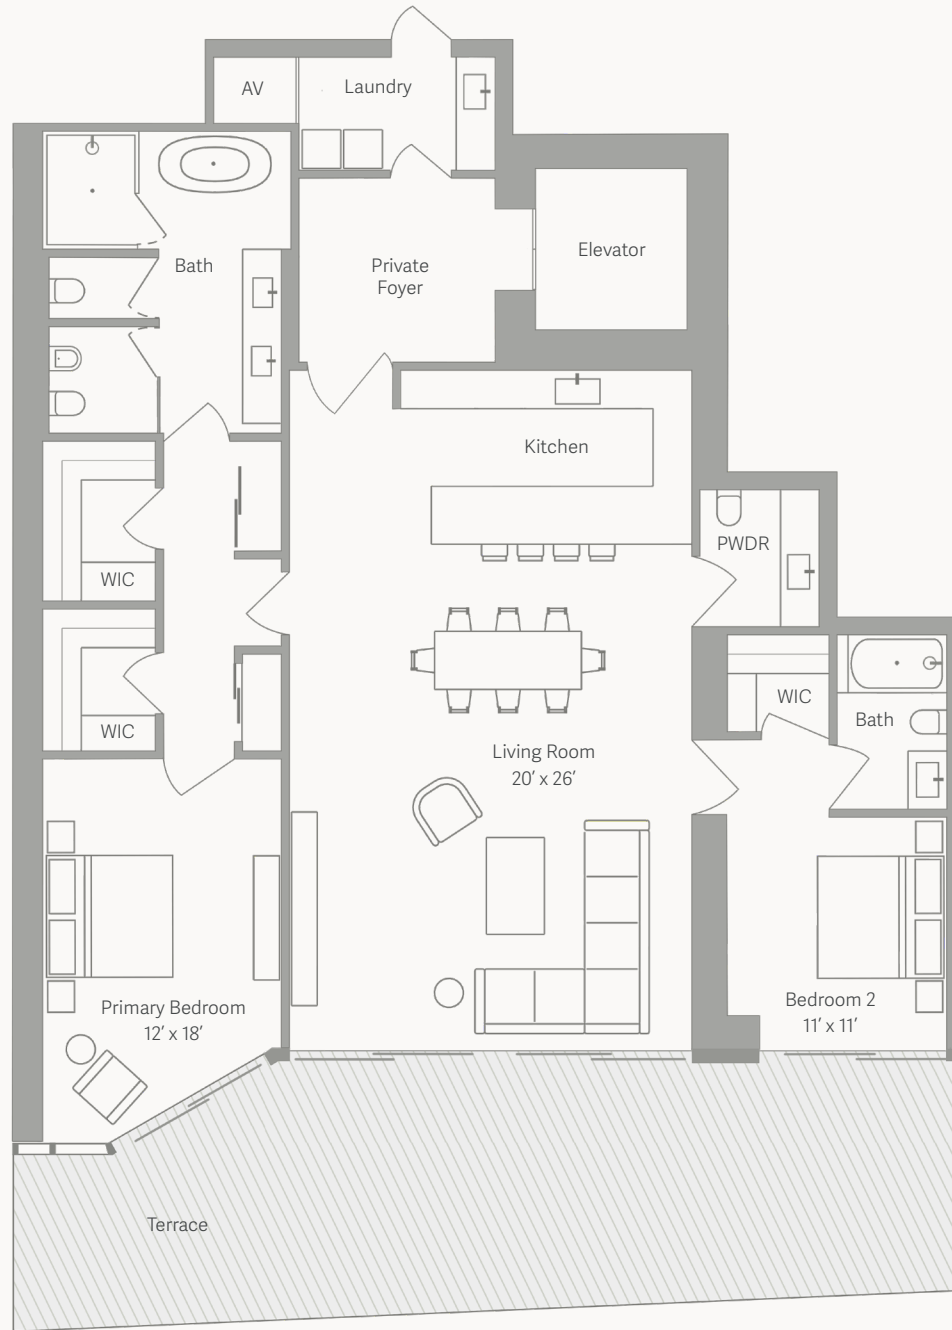 AV
Laundry
Bath
Private
Foyer
Elevator
Kitchen
PWDR
WIC
WIC
WIC
Bath
Living Room
20’ x 26’
Primary Bedroom
12’ x 18’
Bedroom 2
11’ x 11’
Terrace